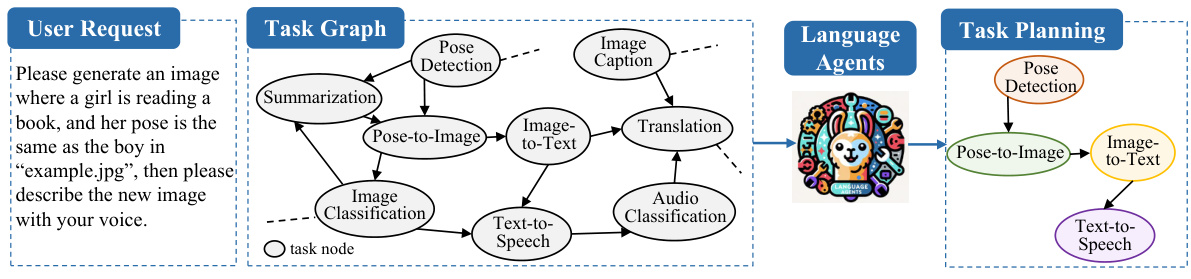 User Request
Please generate an image
where a girl is reading a
book, and her pose is the
same as the boy in
“example.jpg”, then please
describe the new image
with your voice.
Task Graph
Pose
Detection
Image
Caption
Summarization
Pose-to-Image
Image-
to-Text
Translation
Image
Classification
Text-to-
Speech
Audio
Classification
task node
Language
Agents
LANGUAGE
AGENTS
Task Planning
Pose
Detection
Pose-to-Image
Image-
to-Text
Text-to-
Speech